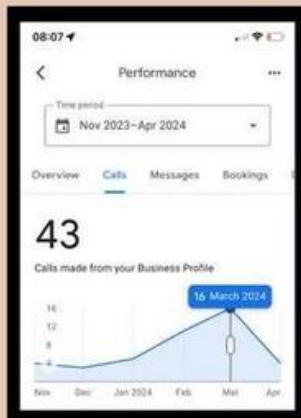 08:07
Performance
Time period
Nov 2023–Apr 2024
Overview Calls Messages Bookings
43
Calls made from your Business Profile
16 March 2024
16
12
8
4
Nov Dec Jan 2024 Feb Mar Apr